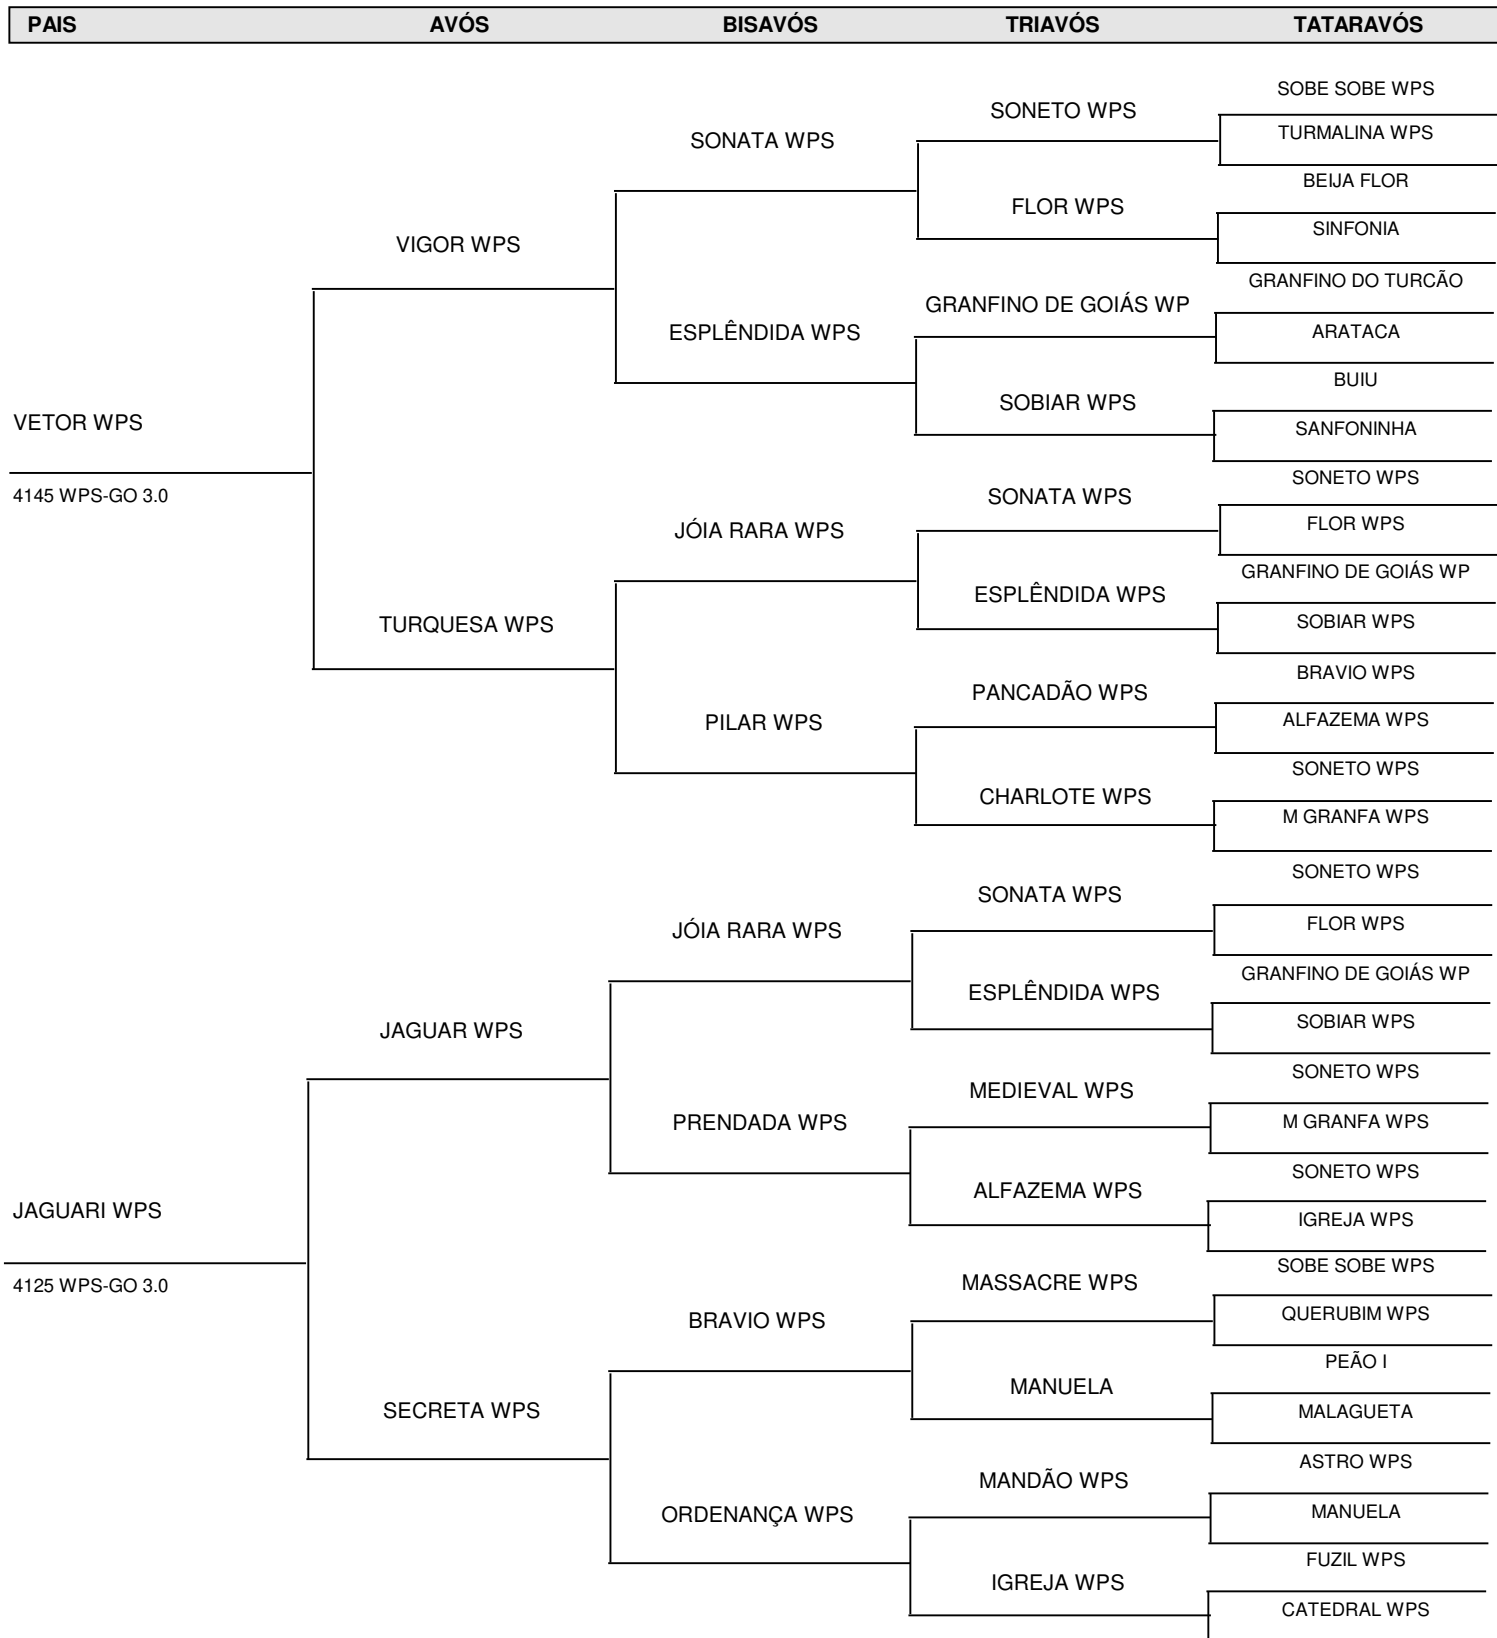 PAIS AVÓS BISAVÓS TRIAVÓS TATARAVÓS
SOBE SOBE WPS
SONETO WPS
TURMALINA WPS
SONATA WPS
BEIJA FLOR
FLOR WPS
SINFONIA
VIGOR WPS
GRANFINO DO TURCÃO
GRANFINO DE GOIÁS WP
ARATACA
ESPLÊNDIDA WPS
BUIU
SOBIAR WPS
SANFONINHA
VETOR WPS
4145 WPS-GO 3.0
SONETO WPS
SONATA WPS
FLOR WPS
JÓIA RARA WPS
GRANFINO DE GOIÁS WP
ESPLÊNDIDA WPS
SOBIAR WPS
TURQUESA WPS
BRAVIO WPS
PANCADÃO WPS
ALFAZEMA WPS
PILAR WPS
SONETO WPS
CHARLOTE WPS
M GRANFA WPS
SONETO WPS
SONATA WPS
FLOR WPS
JÓIA RARA WPS
GRANFINO DE GOIÁS WP
ESPLÊNDIDA WPS
SOBIAR WPS
JAGUAR WPS
SONETO WPS
MEDIEVAL WPS
M GRANFA WPS
PRENDADA WPS
SONETO WPS
ALFAZEMA WPS
IGREJA WPS
JAGUARI WPS
4125 WPS-GO 3.0
SOBE SOBE WPS
MASSACRE WPS
QUERUBIM WPS
BRAVIO WPS
PEÃO I
MANUELA
MALAGUETA
SECRETA WPS
ASTRO WPS
MANDÃO WPS
MANUELA
ORDENANÇA WPS
FUZIL WPS
IGREJA WPS
CATEDRAL WPS